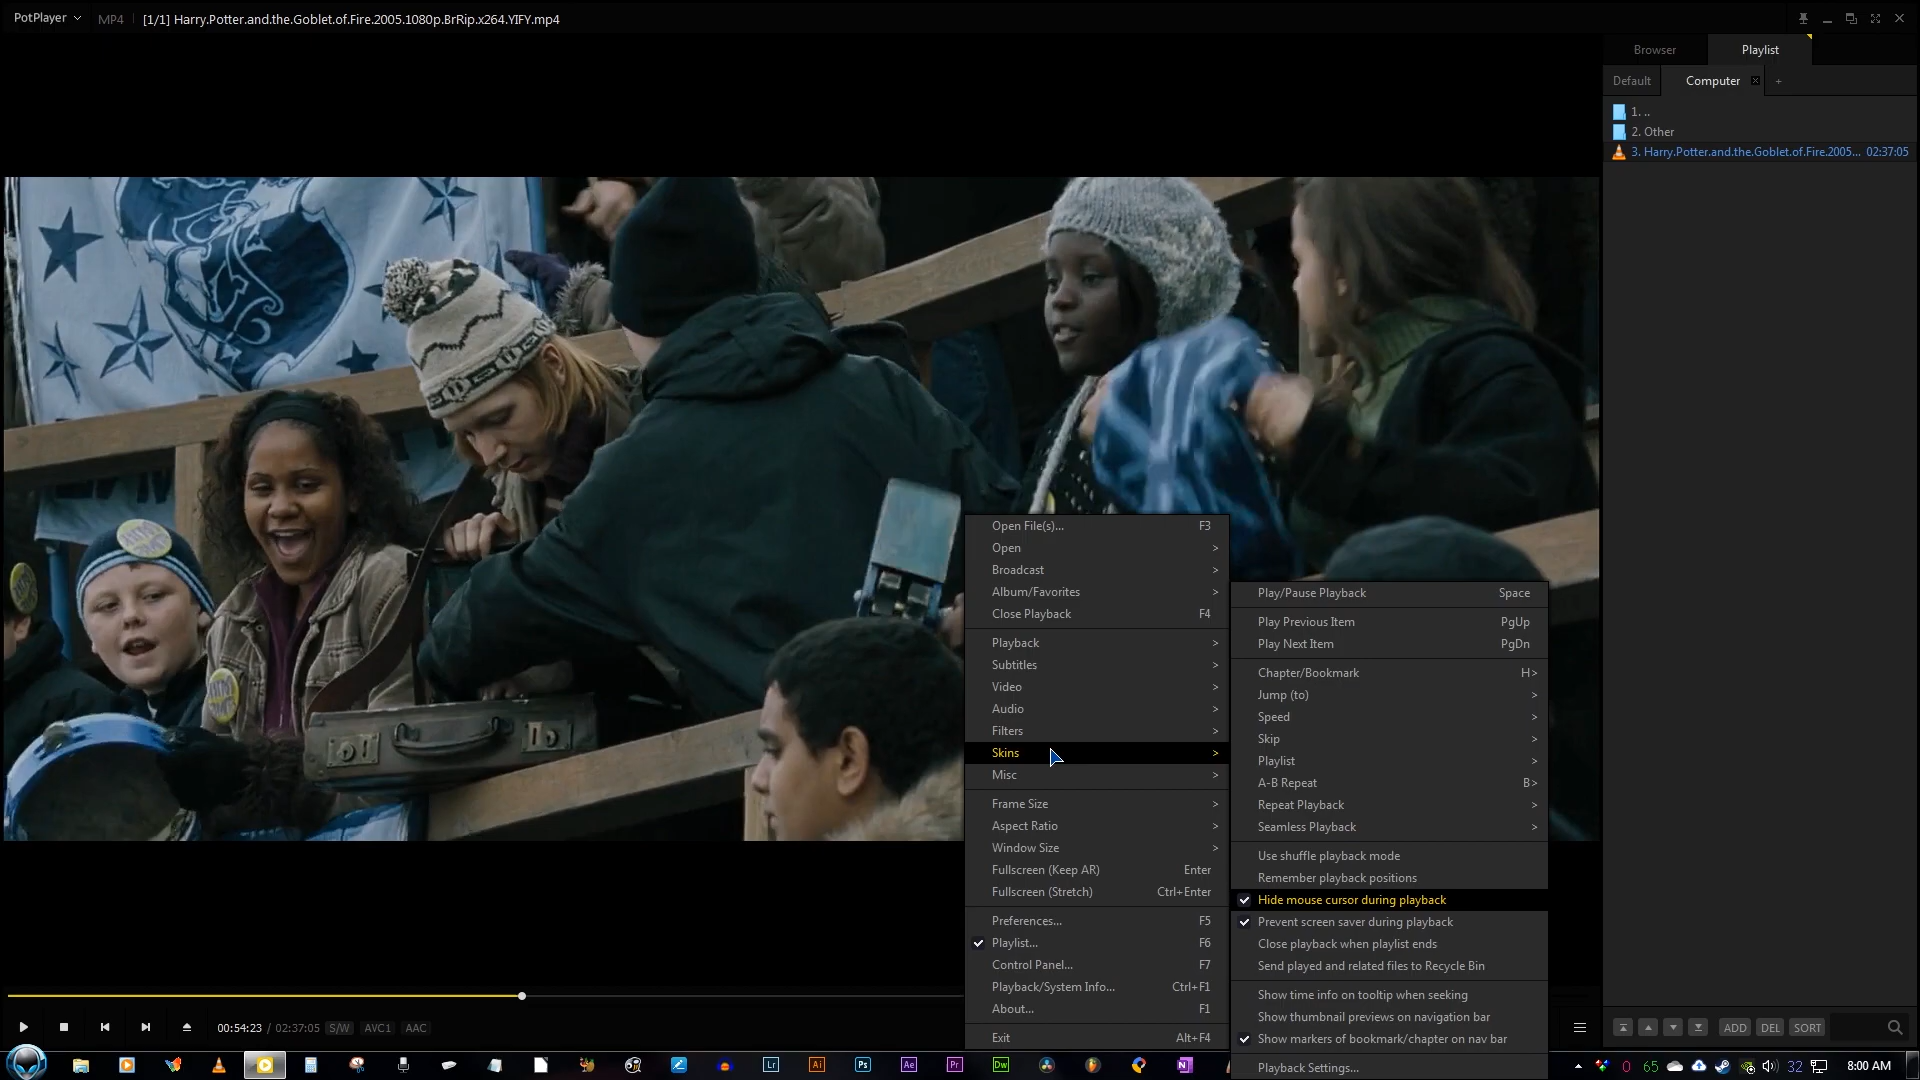 PotPlayer
MP4
[1/1] Harry.Potter.and.the.Goblet.of.Fire.2005.1080p.BrRip.x264.YIFY.mp4
Browser
Playlist
Default
Computer
+
1. ..
2. Other
3. Harry.Potter.and.the.Goblet.of.Fire.2005... 02:37:05
Open File(s)... F3
Open >
Broadcast >
Album/Favorites >
Close Playback F4
Playback >
Subtitles >
Video >
Audio >
Filters >
Skins >
Misc >
Frame Size >
Aspect Ratio >
Window Size >
Fullscreen (Keep AR) Enter
Fullscreen (Stretch) Ctrl+Enter
Preferences... F5
Playlist... F6
Control Panel... F7
Playback/System Info... Ctrl+F1
About... F1
Exit Alt+F4
Play/Pause Playback Space
Play Previous Item PgUp
Play Next Item PgDn
Chapter/Bookmark H>
Jump (to) >
Speed >
Skip >
Playlist >
A-B Repeat B>
Repeat Playback >
Seamless Playback >
Use shuffle playback mode
Remember playback positions
Hide mouse cursor during playback
Prevent screen saver during playback
Close playback when playlist ends
Send played and related files to Recycle Bin
Show time info on tooltip when seeking
Show thumbnail previews on navigation bar
Show markers of bookmark/chapter on nav bar
Playback Settings...
00:54:23 / 02:37:05 S/W AVC1 AAC
ADD DEL SORT
Lr Ai Ps Ae Pr Dw N
0 65 32 8:00 AM